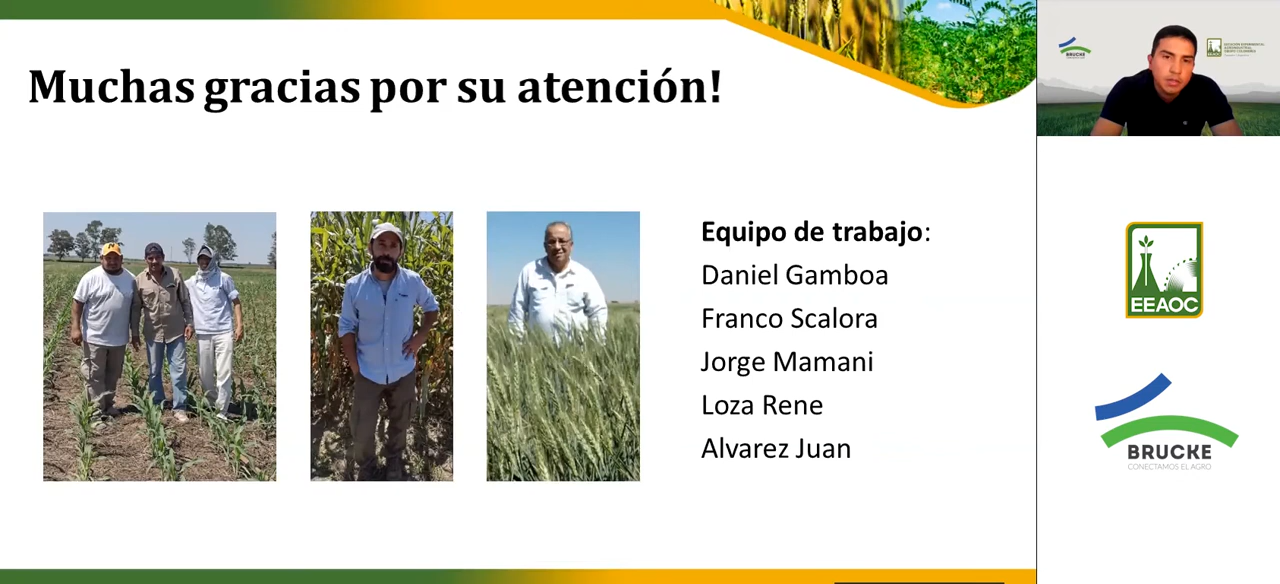 Muchas gracias por su atención!
Equipo de trabajo:
Daniel Gamboa
Franco Scalora
Jorge Mamani
Loza Rene
Alvarez Juan
BRUCKE
EEAOC
BRUCKE
CONECTAMOS EL AGRO